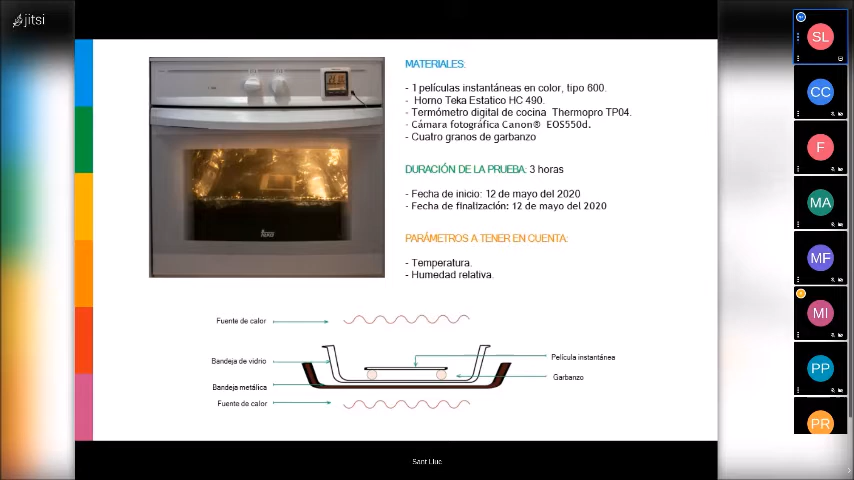 jitsi
MATERIALES:
- 1 películas instantáneas en color, tipo 600.
- Horno Teka Estatico HC 490.
- Termómetro digital de cocina Thermopro TP04.
- Cámara fotográfica Canon® EOS550d.
- Cuatro granos de garbanzo
DURACIÓN DE LA PRUEBA: 3 horas
- Fecha de inicio: 12 de mayo del 2020
- Fecha de finalización: 12 de mayo del 2020
PARÁMETROS A TENER EN CUENTA:
- Temperatura.
- Humedad relativa.
Fuente de calor
Bandeja de vidrio
Bandeja metálica
Fuente de calor
Película instantánea
Garbanzo
Sant Lluc
SL
CC
F
MA
MF
MI
PP
PR